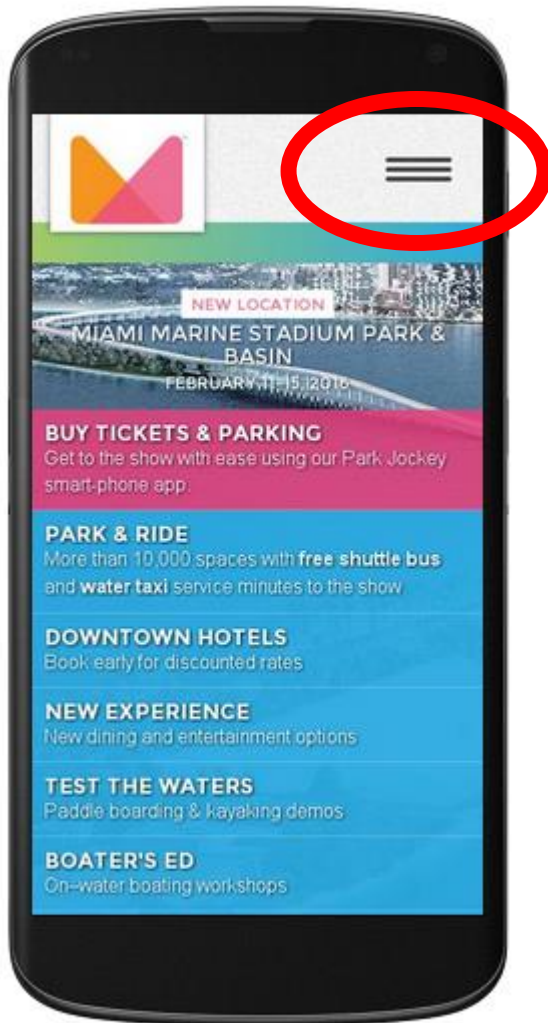 NEW LOCATION
MIAMI MARINE STADIUM PARK &
BASIN
FEBRUARY 11-15, 2016
BUY TICKETS & PARKING
Get to the show with ease using our Park Jockey
smart-phone app.
PARK & RIDE
More than 10,000 spaces with free shuttle bus
and water taxi service minutes to the show
DOWNTOWN HOTELS
Book early for discounted rates
NEW EXPERIENCE
New dining and entertainment options
TEST THE WATERS
Paddle boarding & kayaking demos
BOATER'S ED
On-water boating workshops